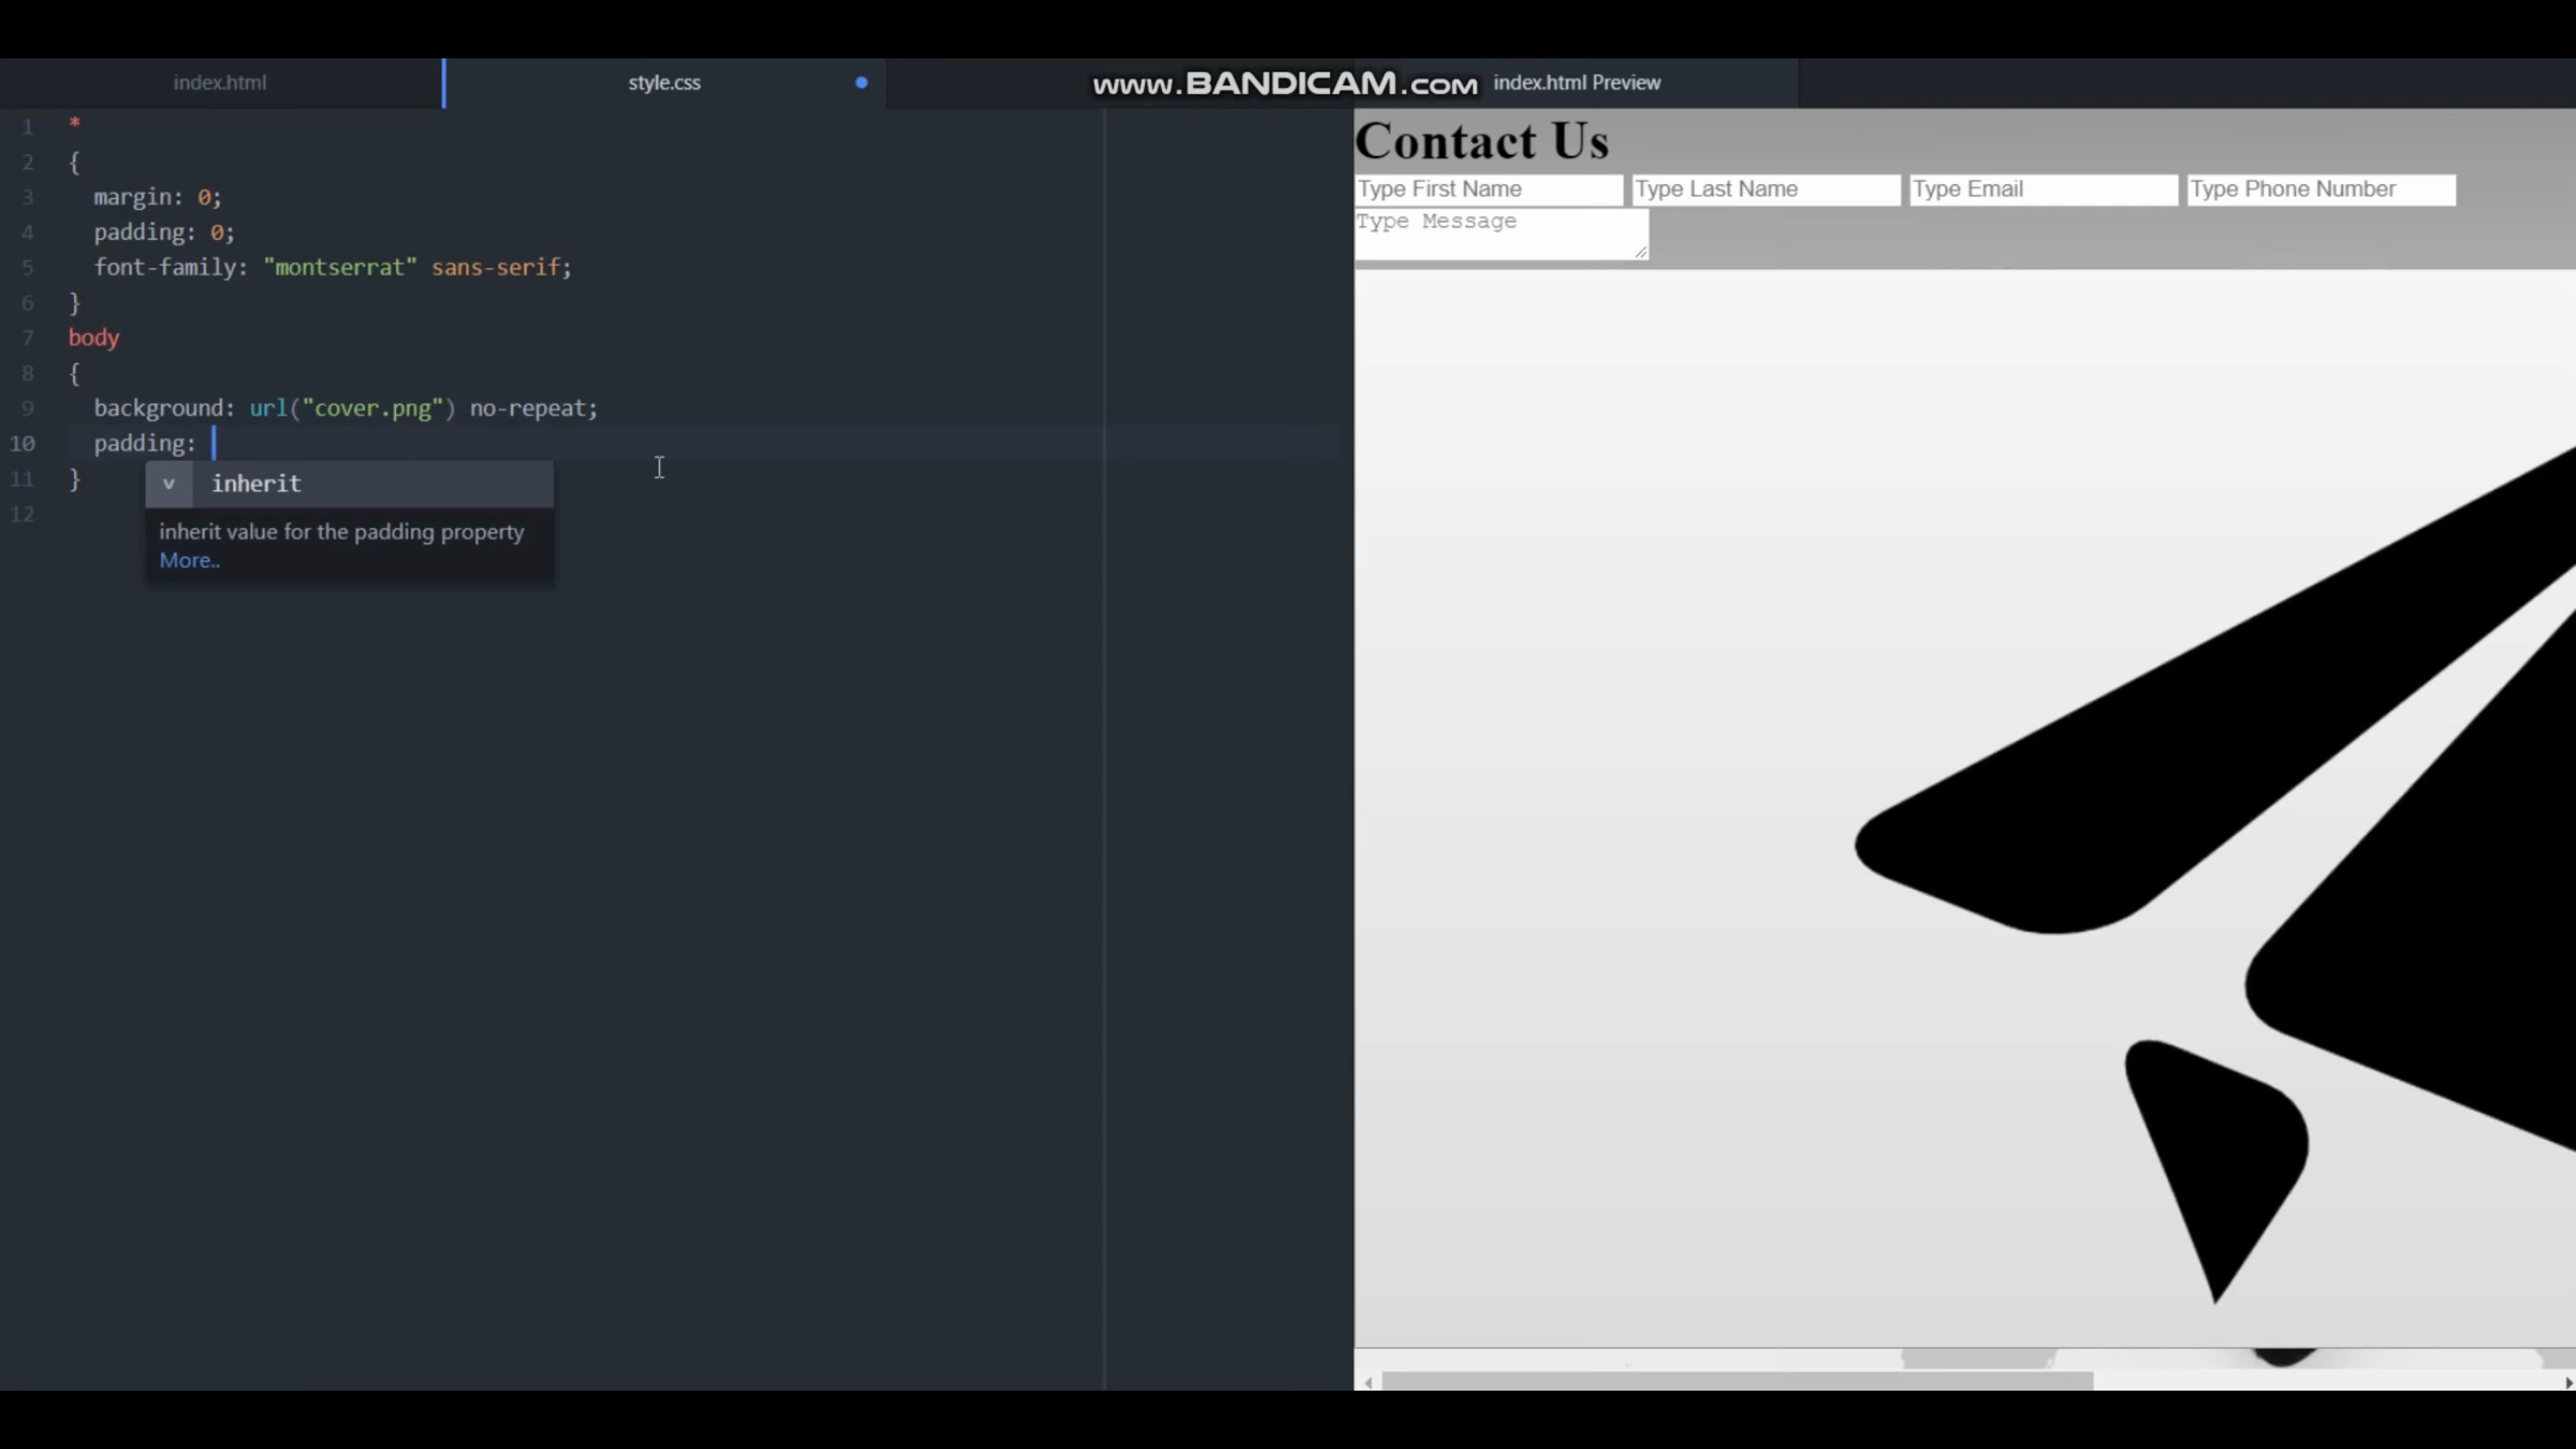 index.html
style.css
www.BANDICAM.com
index.html Preview
1 *
2 {
3 margin: 0;
4 padding: 0;
5 font-family: "montserrat" sans-serif;
6 }
7 body
8 {
9 background: url("cover.png") no-repeat;
10 padding:
11 }
12
v inherit
inherit value for the padding property
More..
Contact Us
Type First Name Type Last Name Type Email Type Phone Number
Type Message